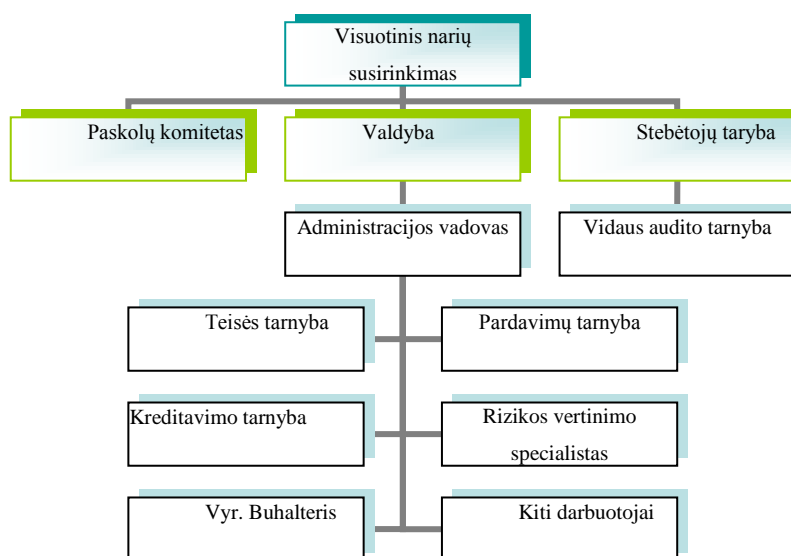 Visuotinis narių
susirinkimas
Paskolų komitetas
Valdyba
Stebėtojų taryba
Administracijos vadovas
Vidaus audito tarnyba
Teisės tarnyba
Pardavimų tarnyba
Kreditavimo tarnyba
Rizikos vertinimo
specialistas
Vyr. Buhalteris
Kiti darbuotojai